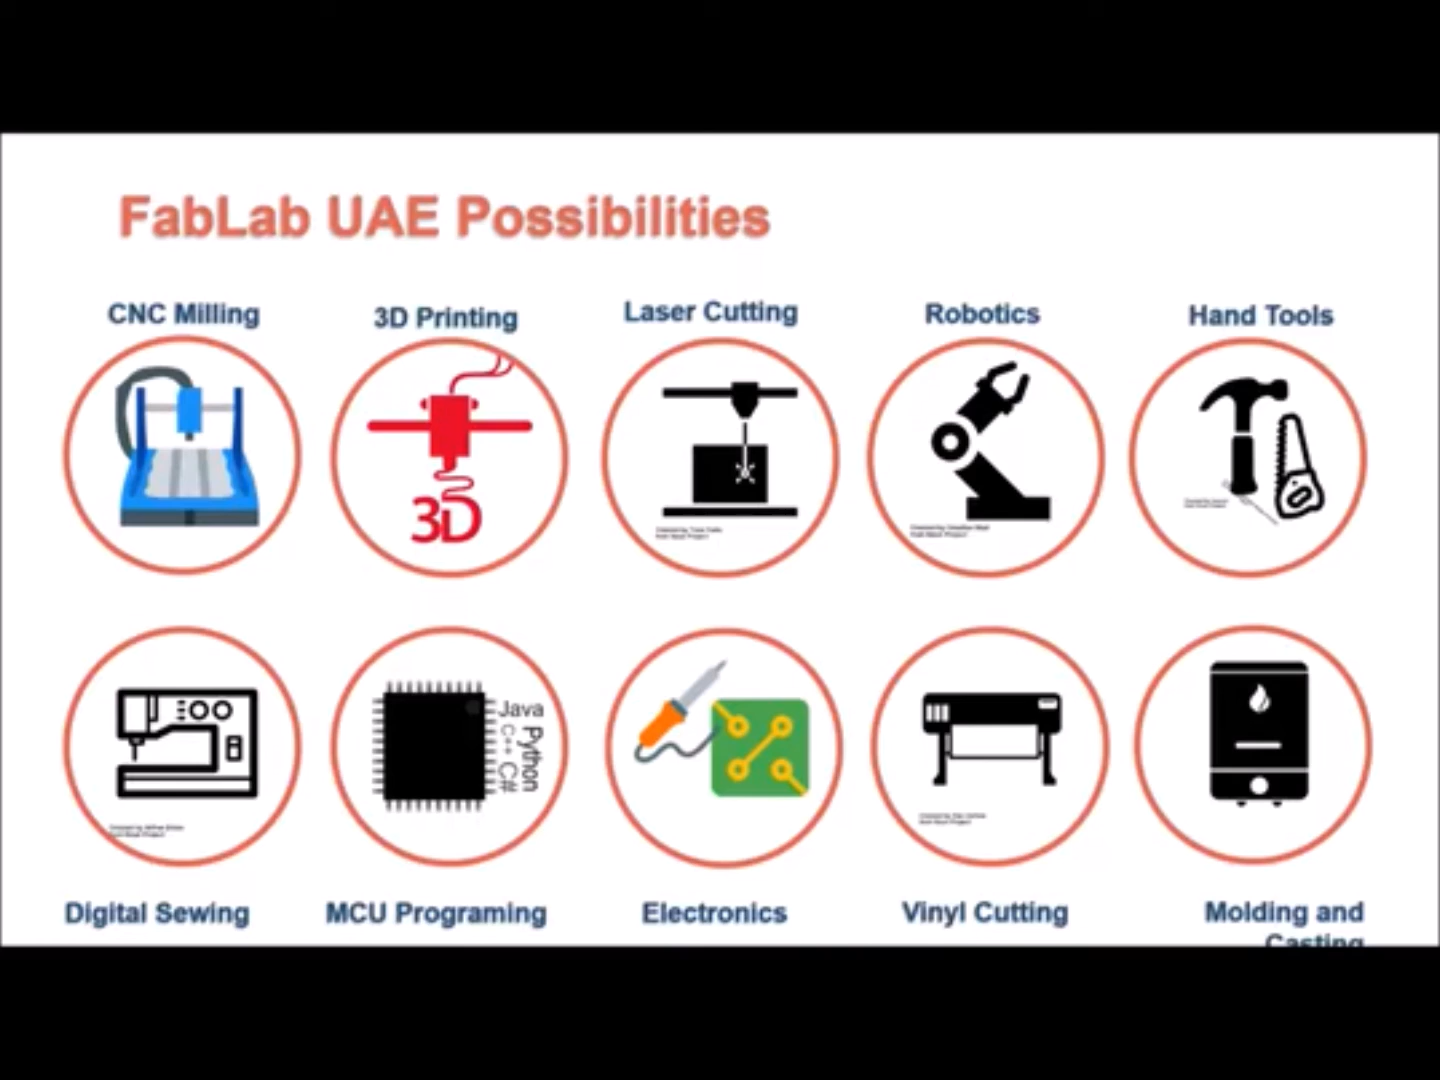 FabLab UAE Possibilities
CNC Milling
3D Printing
Laser Cutting
Robotics
Hand Tools
3D
Java
Python
C++
C#
Digital Sewing
MCU Programing
Electronics
Vinyl Cutting
Molding and
Casting